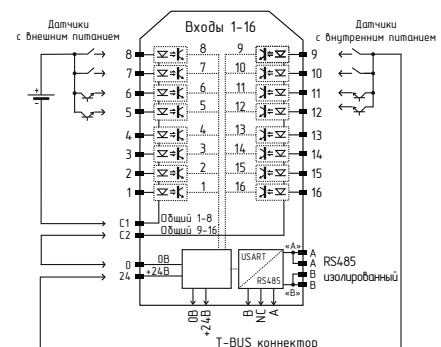 Датчики
с внешним питанием
Входы 1-16
Датчики
с внутренним питанием
8 8 9 9
7 7 10 10
+ 6 6 11 11
- 5 5 12 12
4 4 13 13
3 3 14 14
2 2 15 15
1 1 16 16
C1 Общий 1-8
C2 Общий 9-16
0 0В
24 +24В
USART
RS485
«A» A
A
B
«B» B
RS485
изолированный
0В
+24В
B
NC
A
T-BUS коннектор